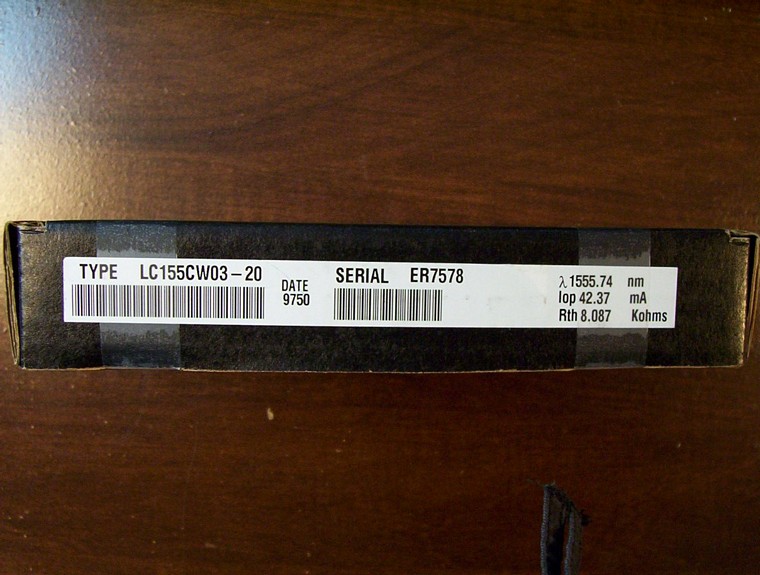 TYPE LC155CW03-20
DATE
9750
SERIAL ER7578
λ 1555.74 nm
Iop 42.37 mA
Rth 8.087 Kohms